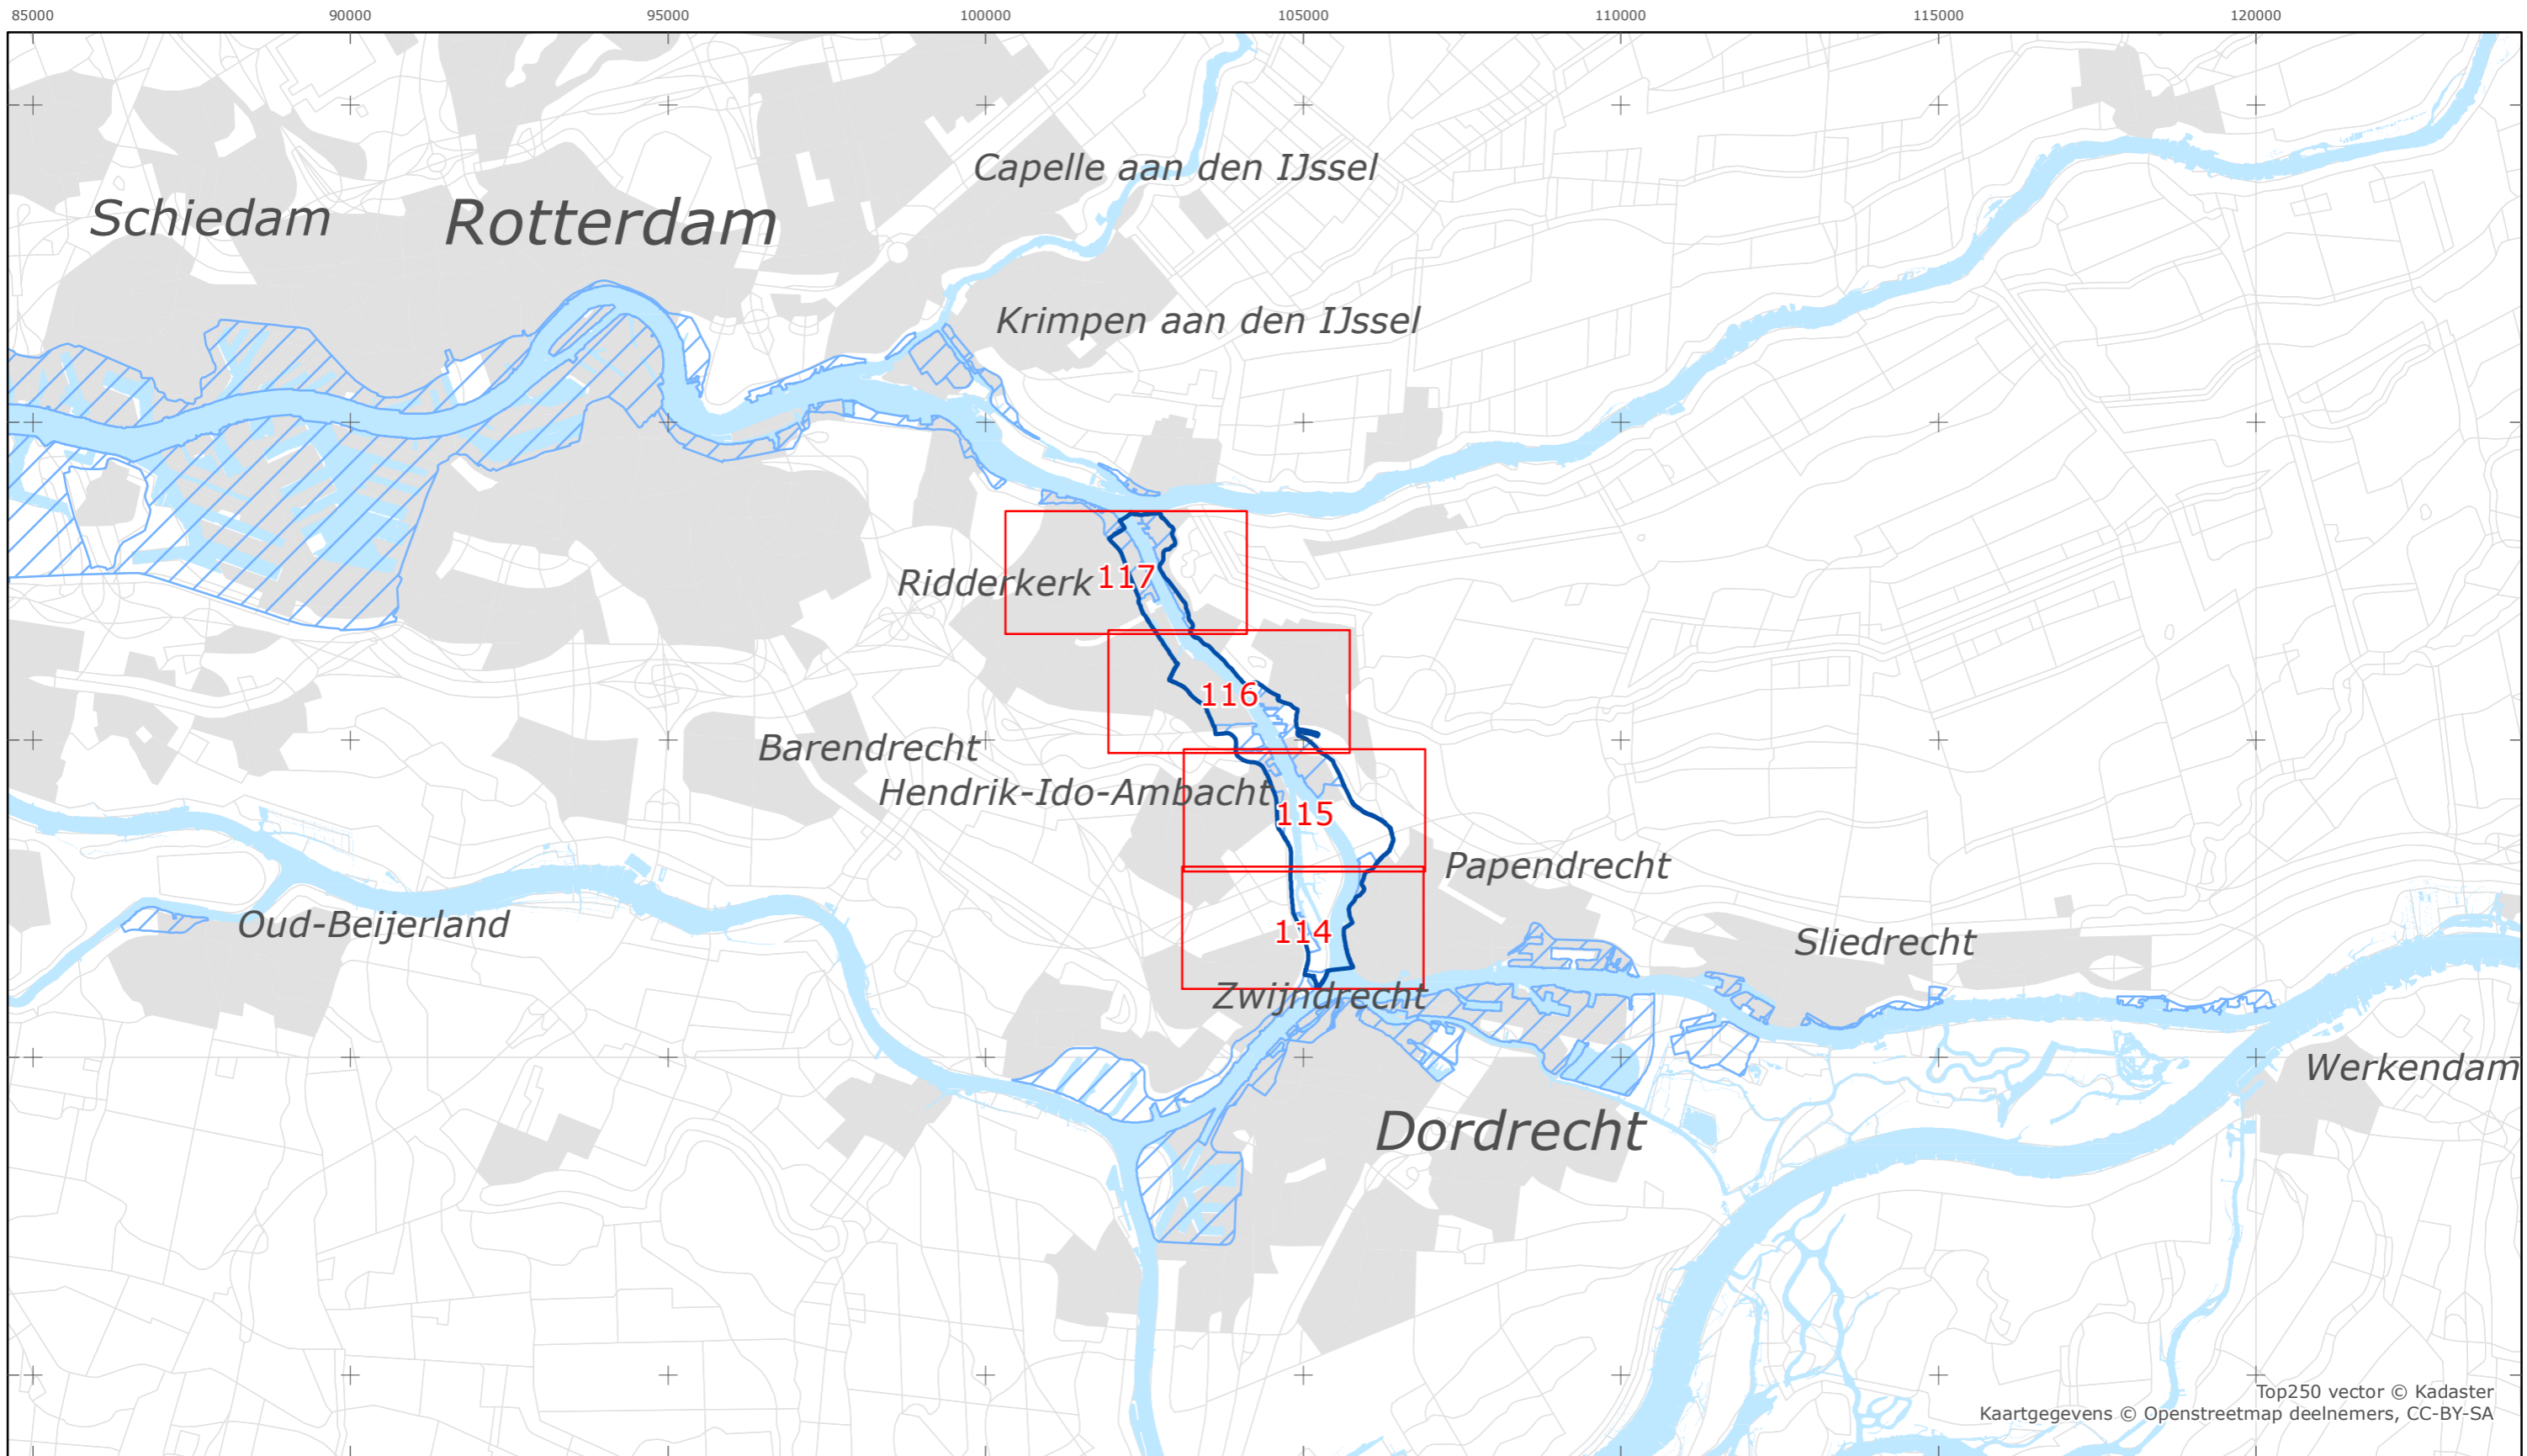 85000 90000 95000 100000 105000 110000 115000 120000
Capelle aan den IJssel
Schiedam
Rotterdam
Krimpen aan den IJssel
Ridderkerk
117
116
Barendrecht
Hendrik-Ido-Ambacht
115
Papendrecht
Oud-Beijerland
114
Sliedrecht
Zwijndrecht
Werkendam
Dordrecht
Top250 vector © Kadaster
Kaartgegevens © Openstreetmap deelnemers, CC-BY-SA